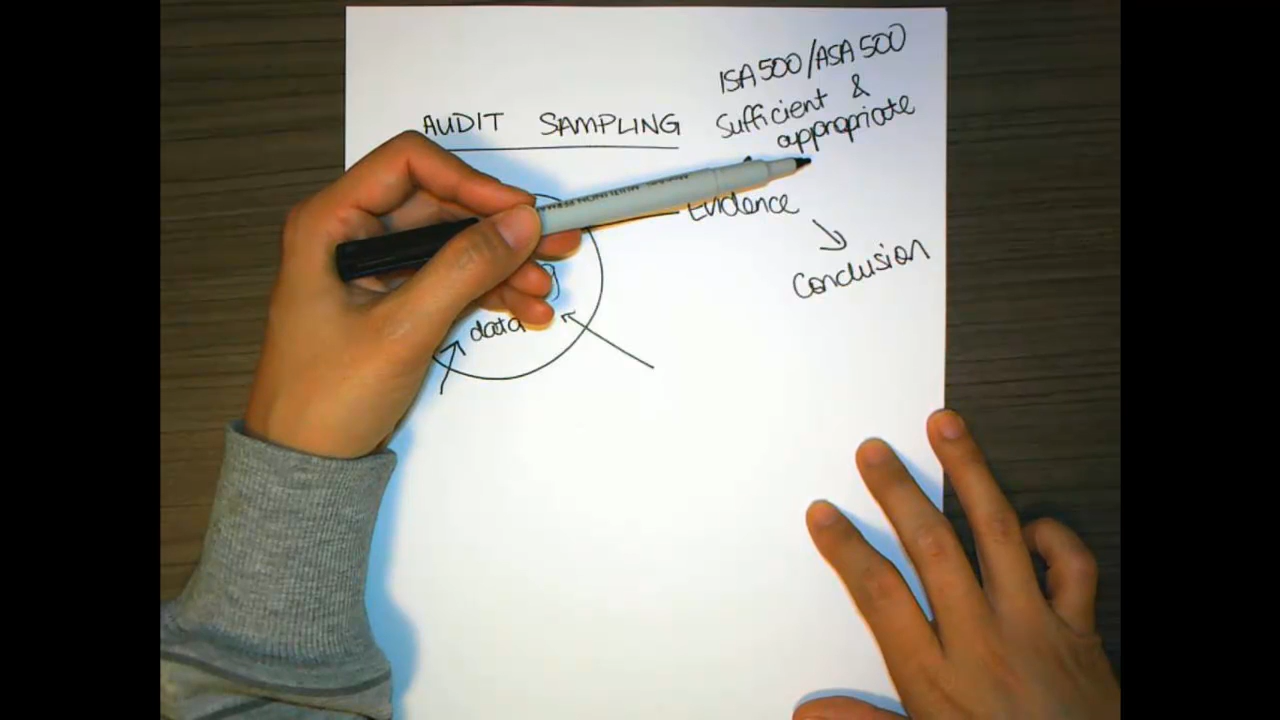 ISA 500/ASA 500
Sufficient &
appropriate
AUDIT SAMPLING
Evidence
Conclusion
data